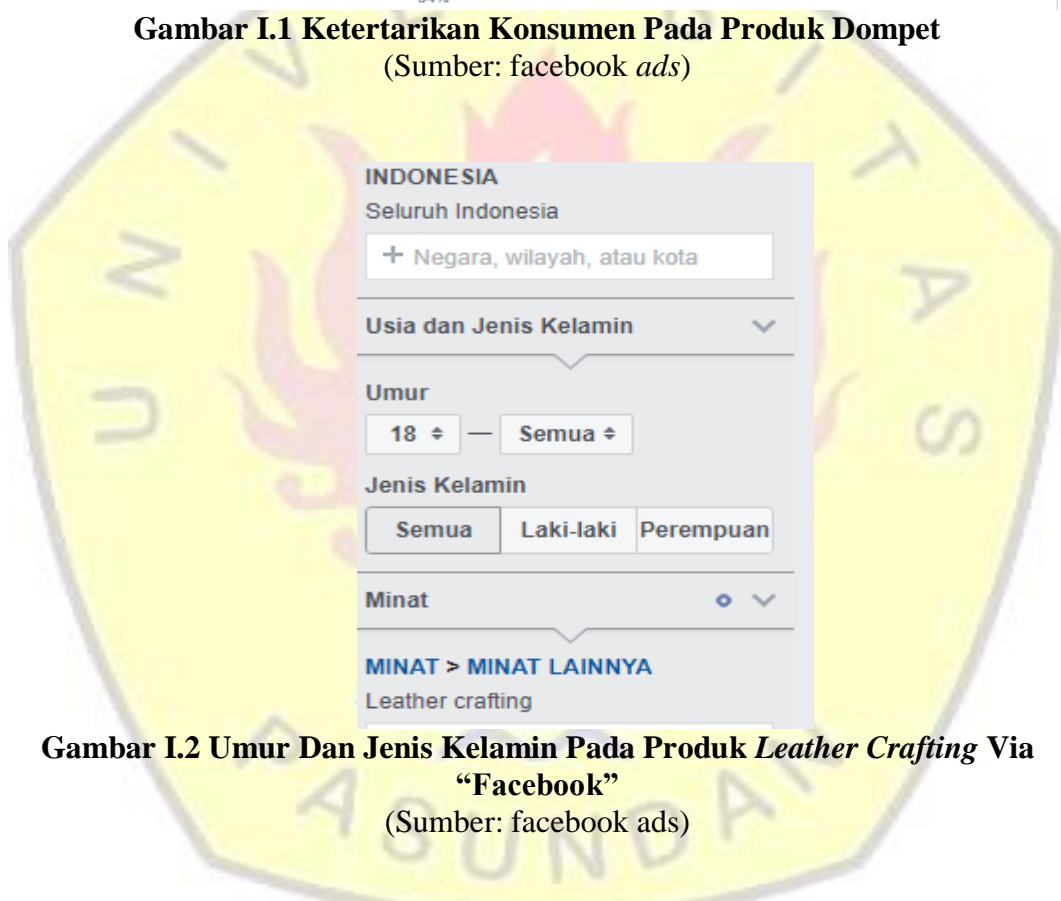 Gambar I.1 Ketertarikan Konsumen Pada Produk Dompet
(Sumber: facebook ads)
INDONESIA
Seluruh Indonesia
+ Negara, wilayah, atau kota
Usia dan Jenis Kelamin
Umur
18 — Semua
Jenis Kelamin
Semua Laki-laki Perempuan
Minat
MINAT > MINAT LAINNYA
Leather crafting
Gambar I.2 Umur Dan Jenis Kelamin Pada Produk Leather Crafting Via
“Facebook”
(Sumber: facebook ads)
UNIVERSITAS
PASUNDAN